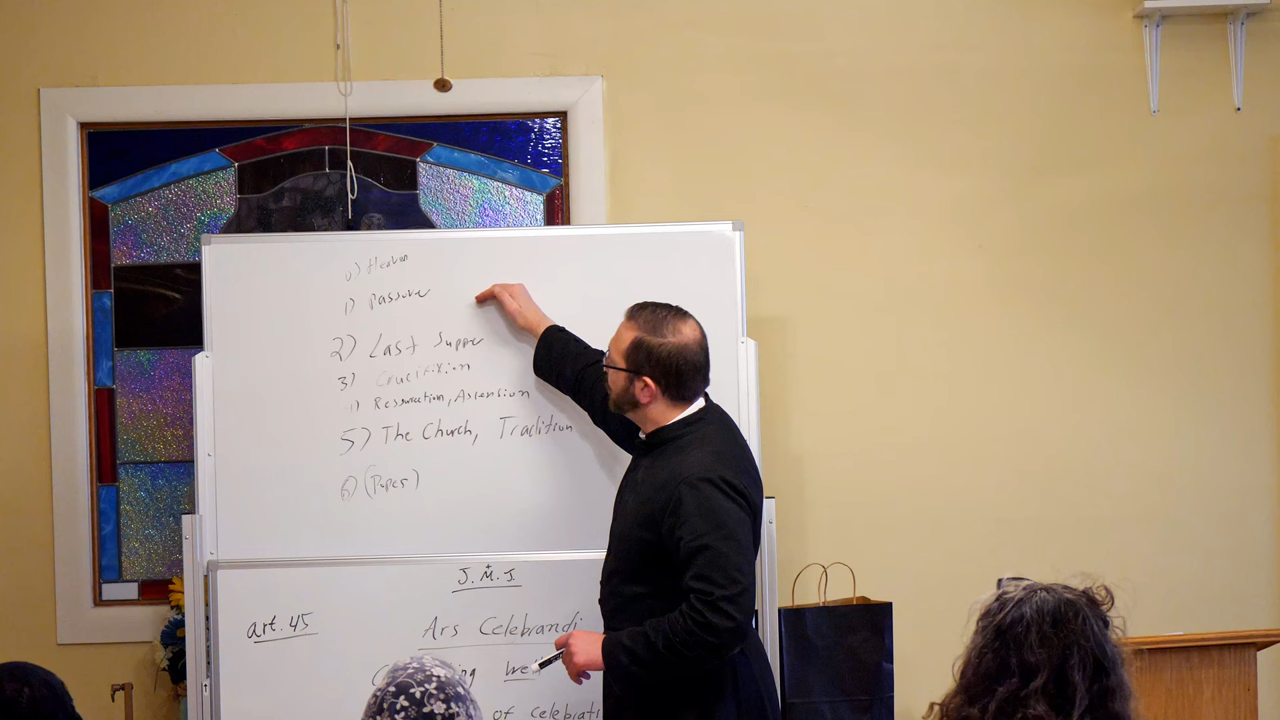 0) Heaven
1) Passover
2) Last Supper
3) Crucifixion
1) Resurrection, Ascension
5) The Church, Tradition
6) (Popes)
J.M.J.
art. 45
Ars Celebrandi
of celebrati